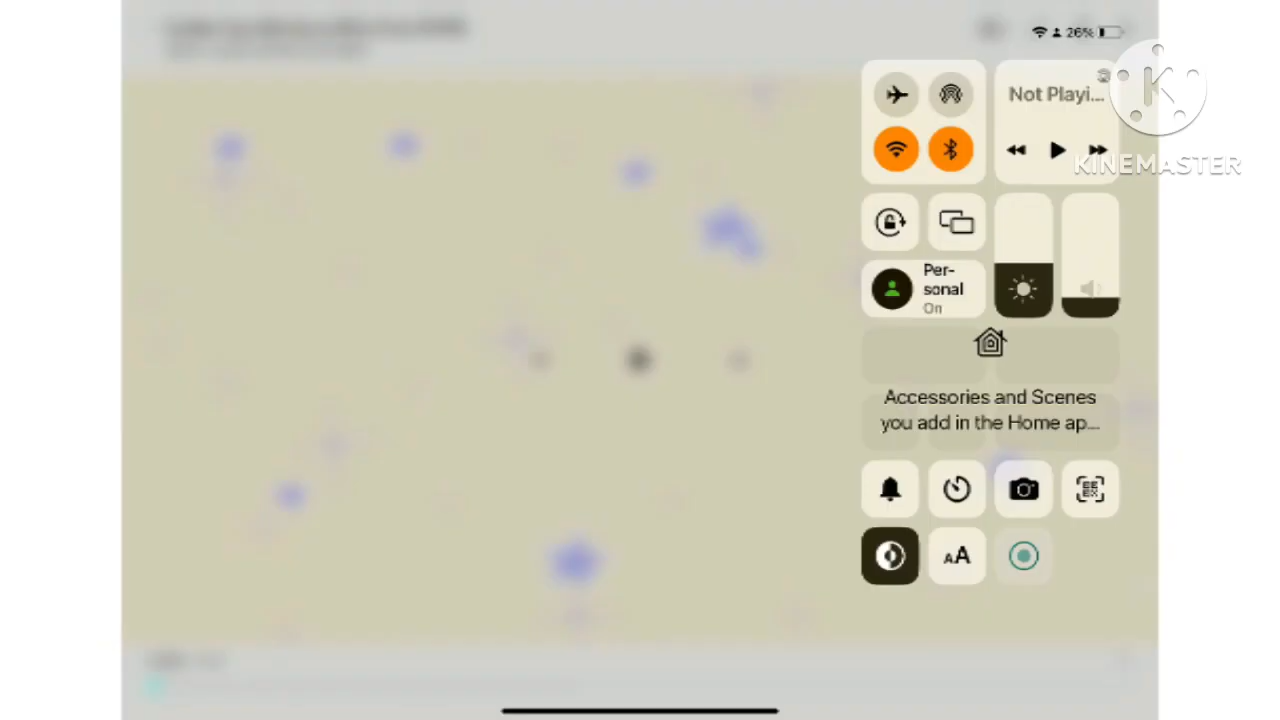 26%
Not Playi...
K
KINEMASTER
Per-
sonal
On
Accessories and Scenes
you add in the Home ap...
AA